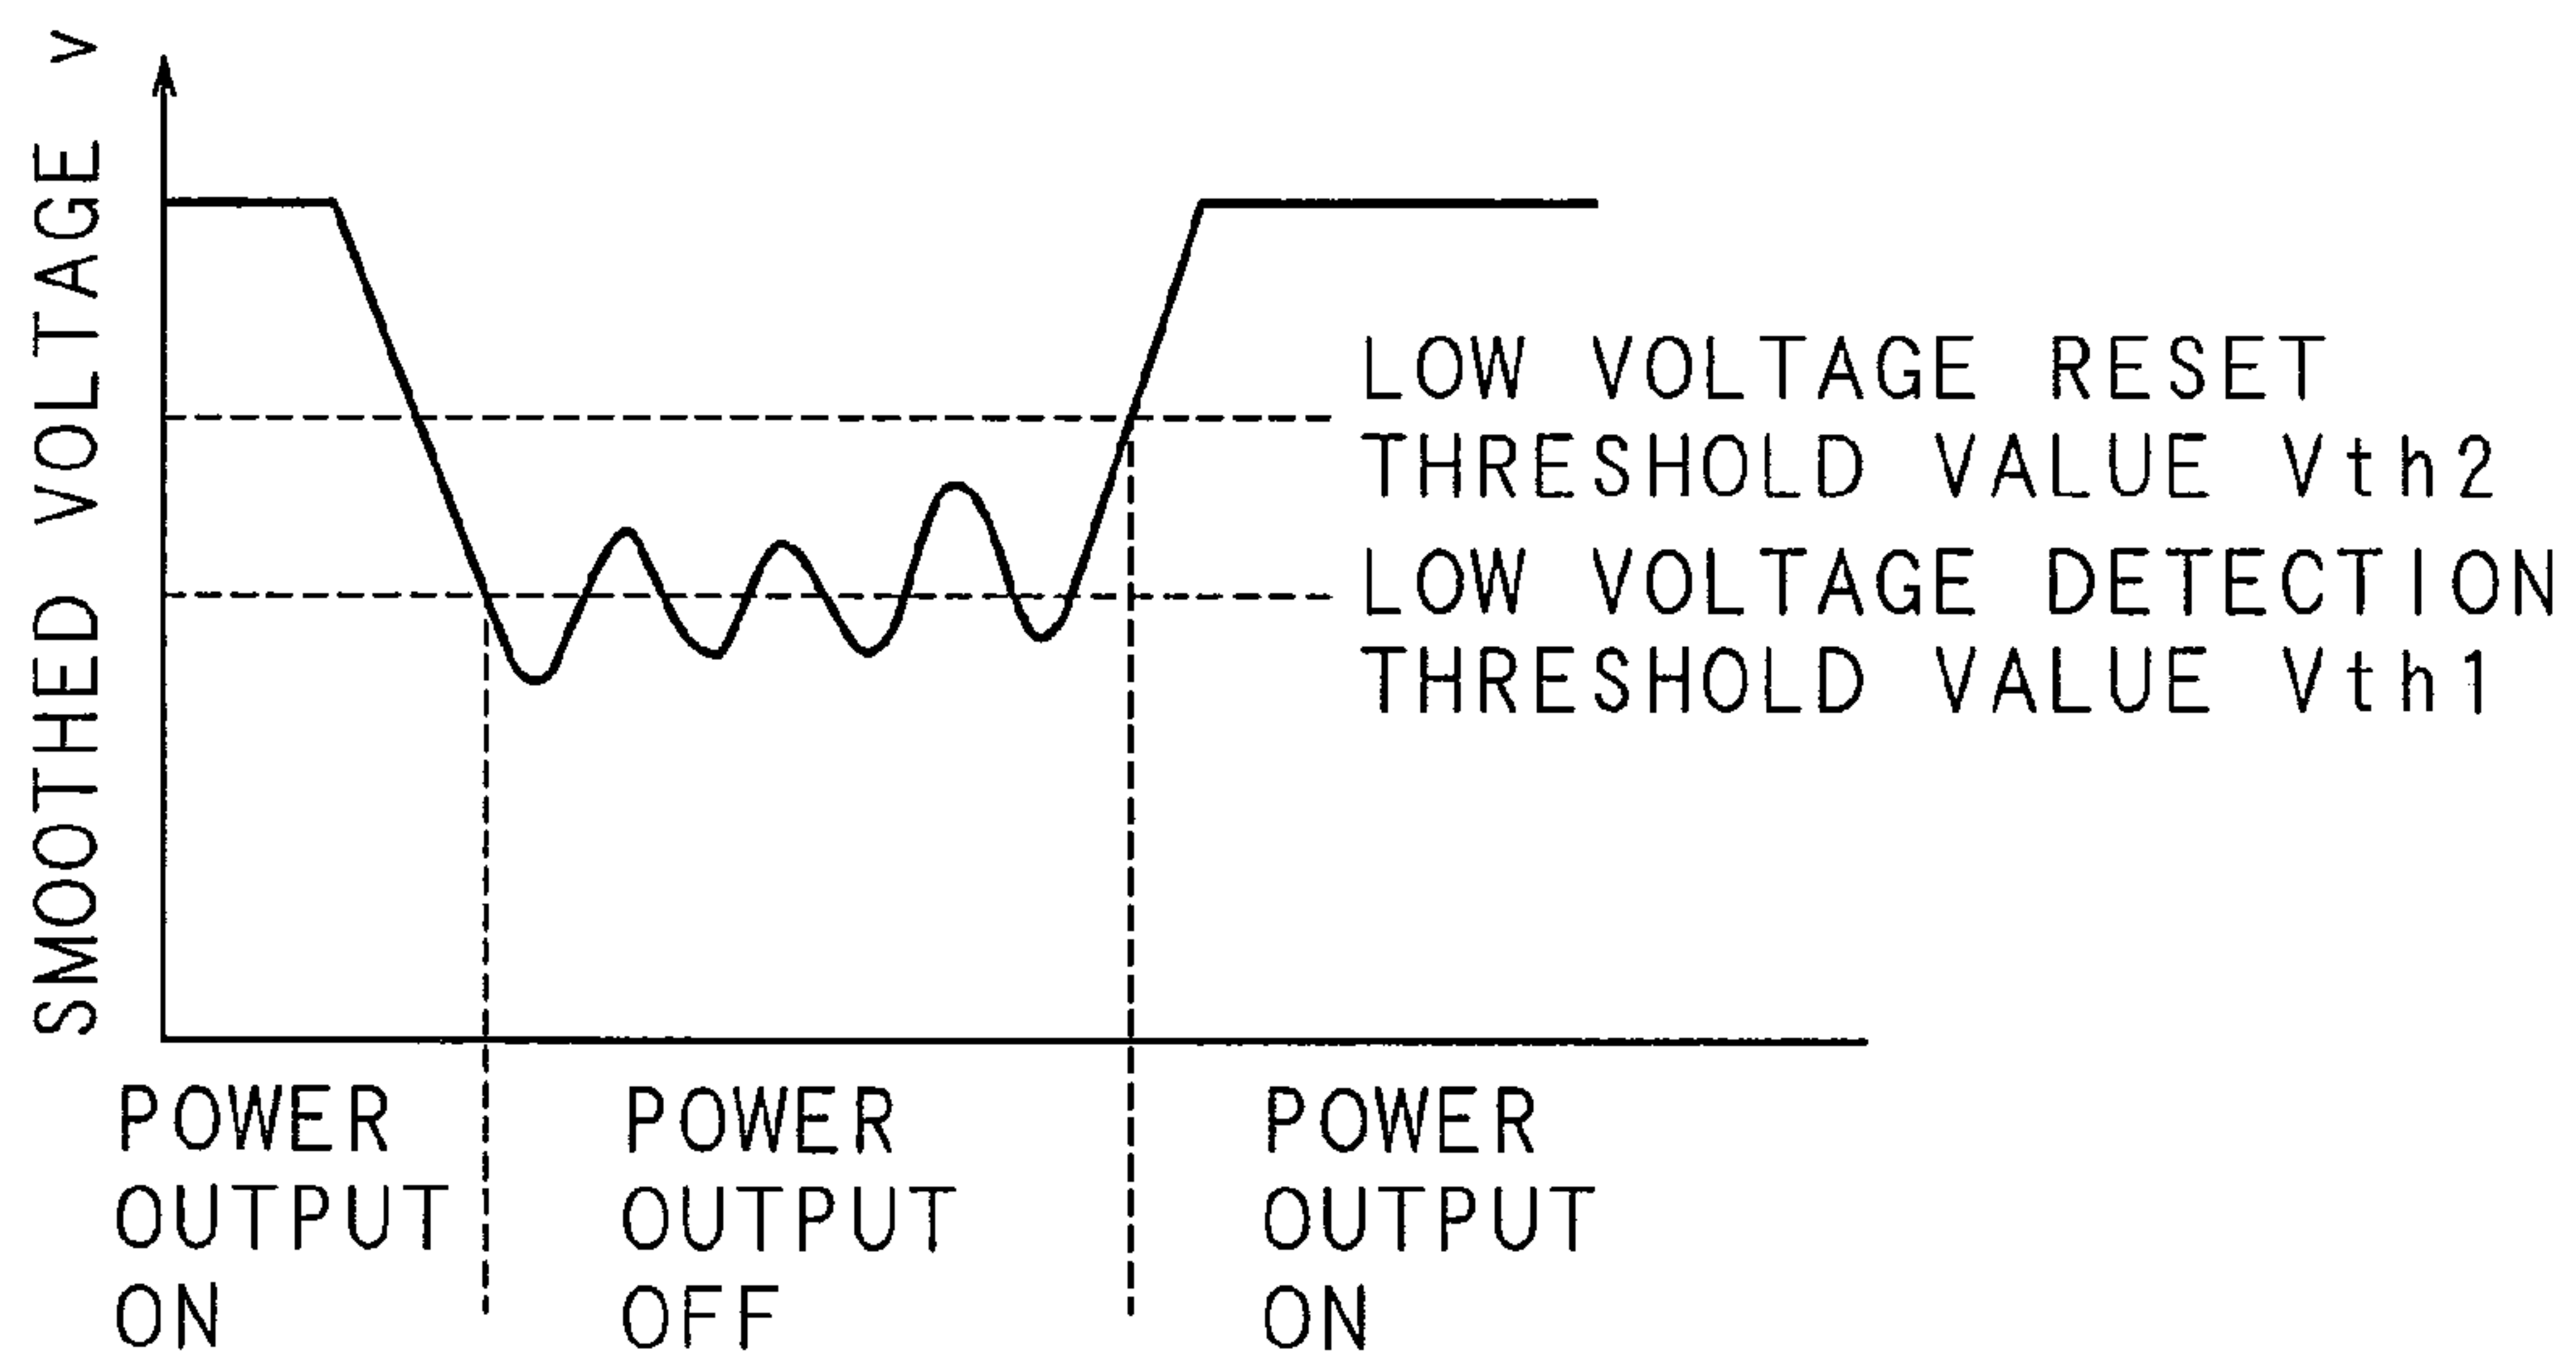 SMOOTHED VOLTAGE v
LOW VOLTAGE RESET
THRESHOLD VALUE Vth2
LOW VOLTAGE DETECTION
THRESHOLD VALUE Vth1
POWER
OUTPUT
ON
POWER
OUTPUT
OFF
POWER
OUTPUT
ON